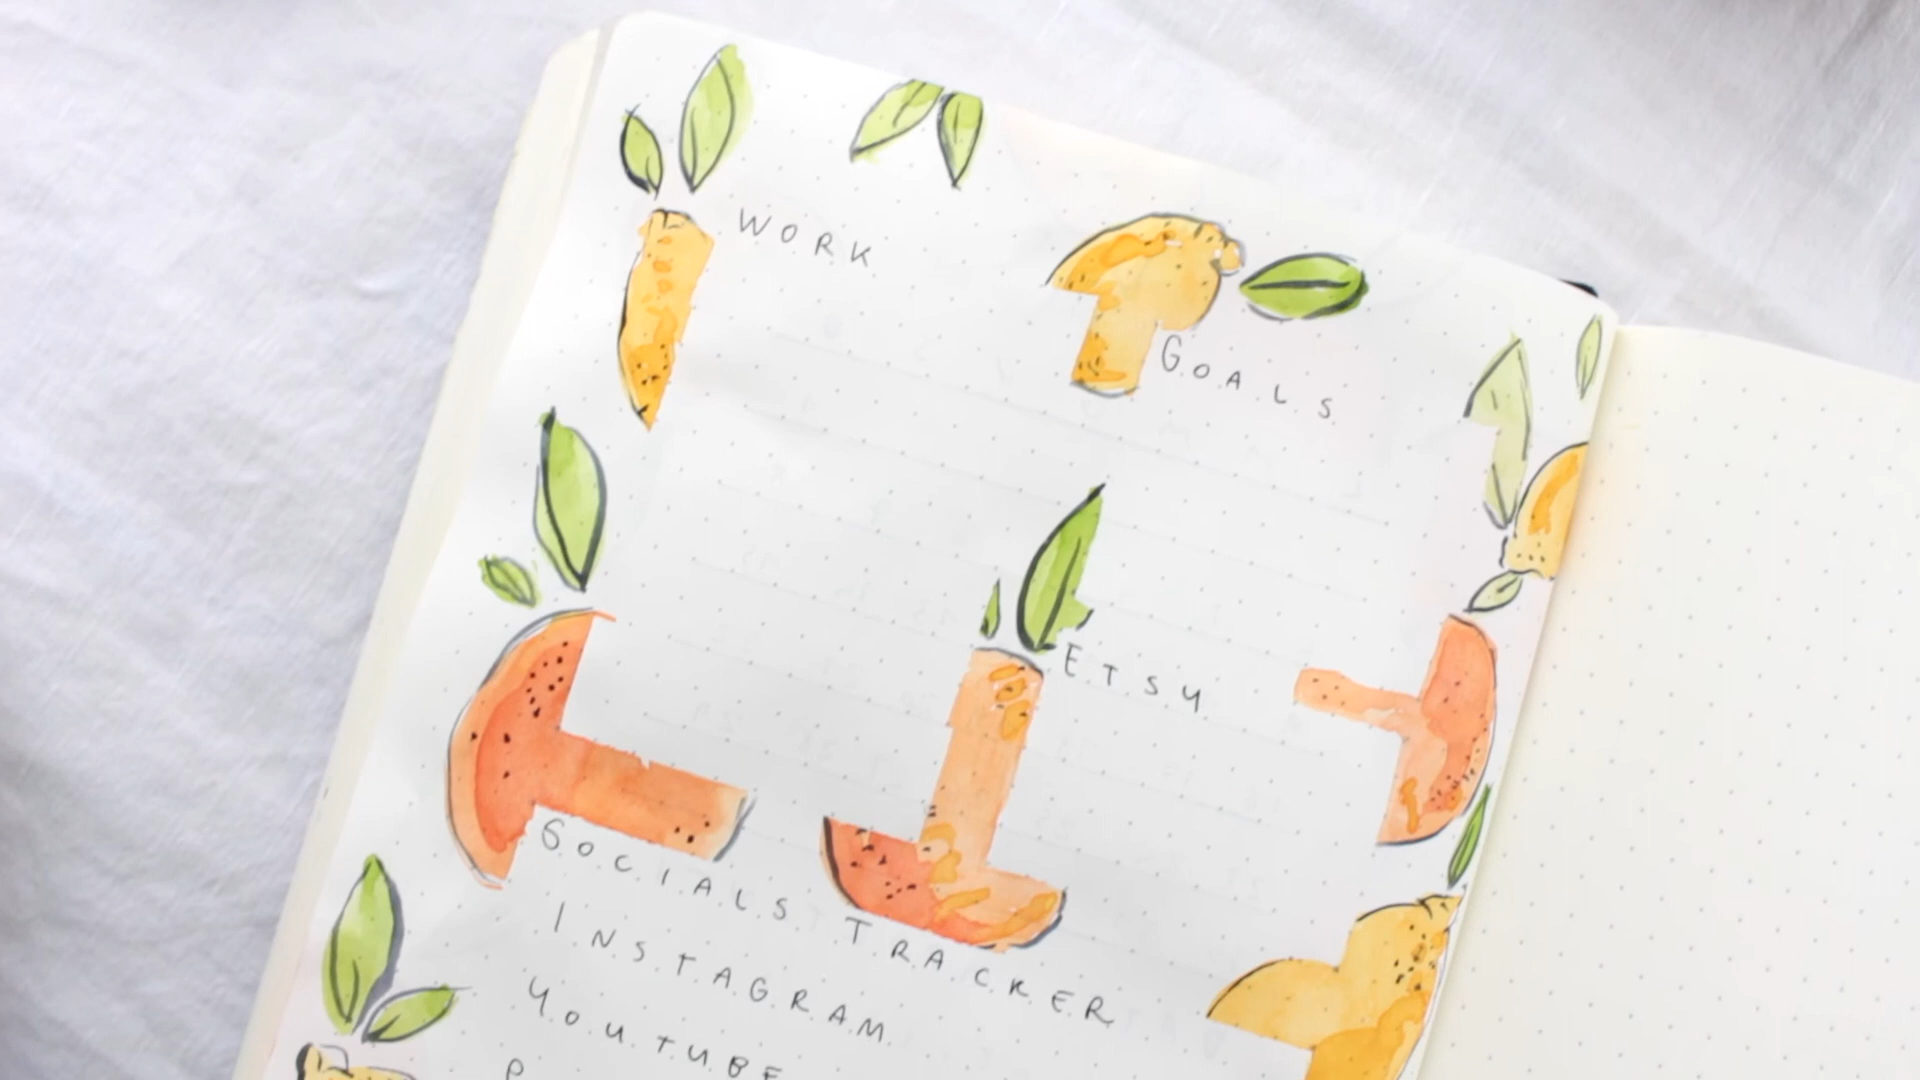 WORK
GOALS
ETSY
SOCIALS TRACKER
INSTAGRAM
YOUTUBE